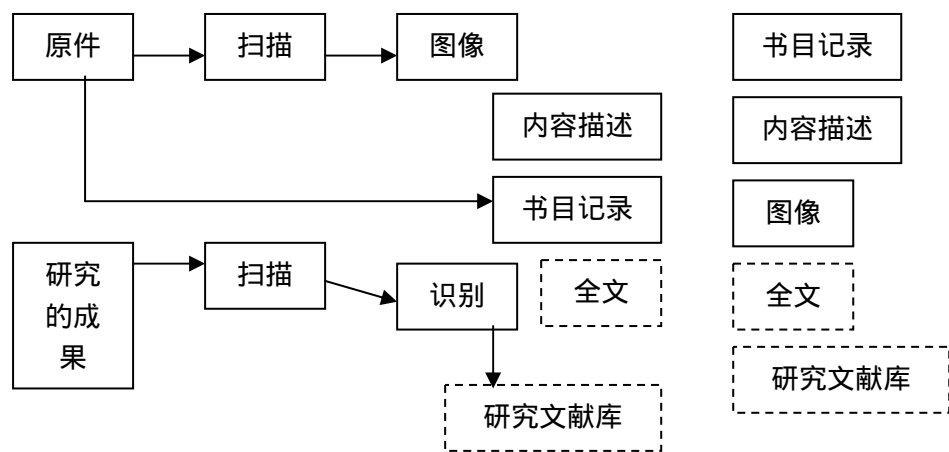 原件
扫描
图像
书目记录
内容描述
内容描述
书目记录
图像
研究
的成
果
扫描
识别
全文
全文
研究文献库
研究文献库